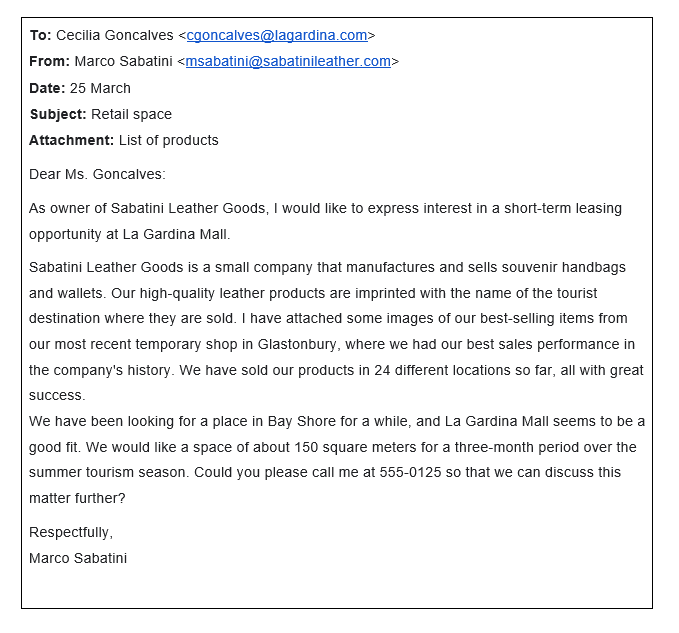 To: Cecilia Goncalves <cgoncalves@lagardina.com>
From: Marco Sabatini <msabatini@sabatinileather.com>
Date: 25 March
Subject: Retail space
Attachment: List of products
Dear Ms. Goncalves:
As owner of Sabatini Leather Goods, I would like to express interest in a short-term leasing
opportunity at La Gardina Mall.
Sabatini Leather Goods is a small company that manufactures and sells souvenir handbags
and wallets. Our high-quality leather products are imprinted with the name of the tourist
destination where they are sold. I have attached some images of our best-selling items from
our most recent temporary shop in Glastonbury, where we had our best sales performance in
the company's history. We have sold our products in 24 different locations so far, all with great
success.
We have been looking for a place in Bay Shore for a while, and La Gardina Mall seems to be a
good fit. We would like a space of about 150 square meters for a three-month period over the
summer tourism season. Could you please call me at 555-0125 so that we can discuss this
matter further?
Respectfully,
Marco Sabatini